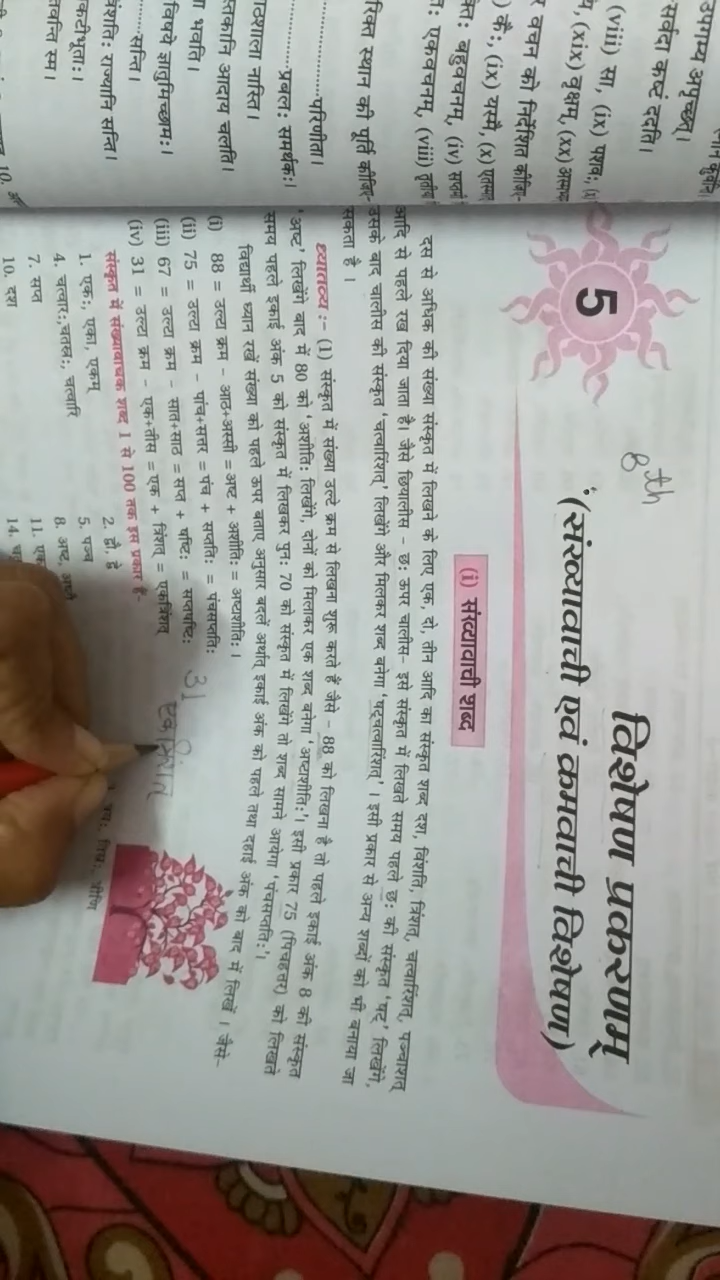 उपगम्य अपृच्छत्।
सर्वदा कष्टं ददति।
(viii) सा, (ix) पशवः,
(xix) वृक्षम्, (xx)
वचन को निर्देशित कीजिए-
कौ:, (ix) यस्मै, (x)
बहुवचनम्, (iv)
एकवचनम्, (viii)
रिक्त स्थान की पूर्ति कीजिए-
परिणीता।
प्रबलः समर्थकः।
नास्ति।
आदाय चलति।
भवति।
ज्ञातुमिच्छामः।
सन्ति।
राज्यानि सन्ति।
स्म।
5
8th
विशेषण प्रकरणम्
(संख्यावाची एवं क्रमवाची विशेषण)
(i) संख्यावाची शब्द
दस से अधिक की संख्या संस्कृत में लिखने के लिए एक, दो, तीन आदि का संस्कृत शब्द दश, विंशति, त्रिंशत्, चत्वारिंशत्, पञ्चाशत्
आदि से पहले रख दिया जाता है। जैसे छियालीस - छः ऊपर चालीस- इसे संस्कृत में लिखते समय पहले छः की संस्कृत 'षट्' लिखेंगे,
उसके बाद चालीस की संस्कृत 'चत्वारिंशत्' लिखेंगे और मिलकर शब्द बनेगा 'षट्चत्वारिंशत्'। इसी प्रकार से अन्य शब्दों को भी बनाया जा
सकता है ।
ध्यातव्य :- (1) संस्कृत में संख्या उल्टे क्रम से लिखना शुरू करते हैं जैसे - 88 को लिखना है तो पहले इकाई अंक 8 की संस्कृत
'अष्ट' लिखेंगे बाद में 80 को 'अशीतिः लिखेंगे, दोनों को मिलाकर एक शब्द बनेगा 'अष्टाशीतिः'। इसी प्रकार 75 (पिचहत्तर) को लिखते
समय पहले इकाई अंक 5 को संस्कृत में लिखकर पुनः 70 को संस्कृत में लिखेंगे तो शब्द सामने आयेगा 'पंचसप्ततिः'।
विद्यार्थी ध्यान रखें संख्या को पहले ऊपर बताए अनुसार बदलें अर्थात् इकाई अंक को पहले तथा दहाई अंक को बाद में लिखें । जैसे-
(i) 88 = उल्टा क्रम - आठ+अस्सी = अष्ट + अशीतिः = अष्टाशीतिः ।
(ii) 75 = उल्टा क्रम - पांच+सत्तर = पंच + सप्ततिः = पंचसप्ततिः
(iii) 67 = उल्टा क्रम - सात+साठ = सप्त + षष्टिः = सप्तषष्टिः
(iv) 31 = उल्टा क्रम - एक+तीस = एक + त्रिंशत् = एकत्रिंशत्
31
संस्कृत में संख्यावाचक शब्द 1 से 100 तक इस प्रकार है-
1. एकः, एका, एकम् 2. द्वौ, द्वे त्रयः, तिस्रः, त्रीणि
4. चत्वारः, चतस्रः, चत्वारि 5. पञ्च
7. सप्त 8. अष्ट, अष्टौ
10. दश 11.
14.